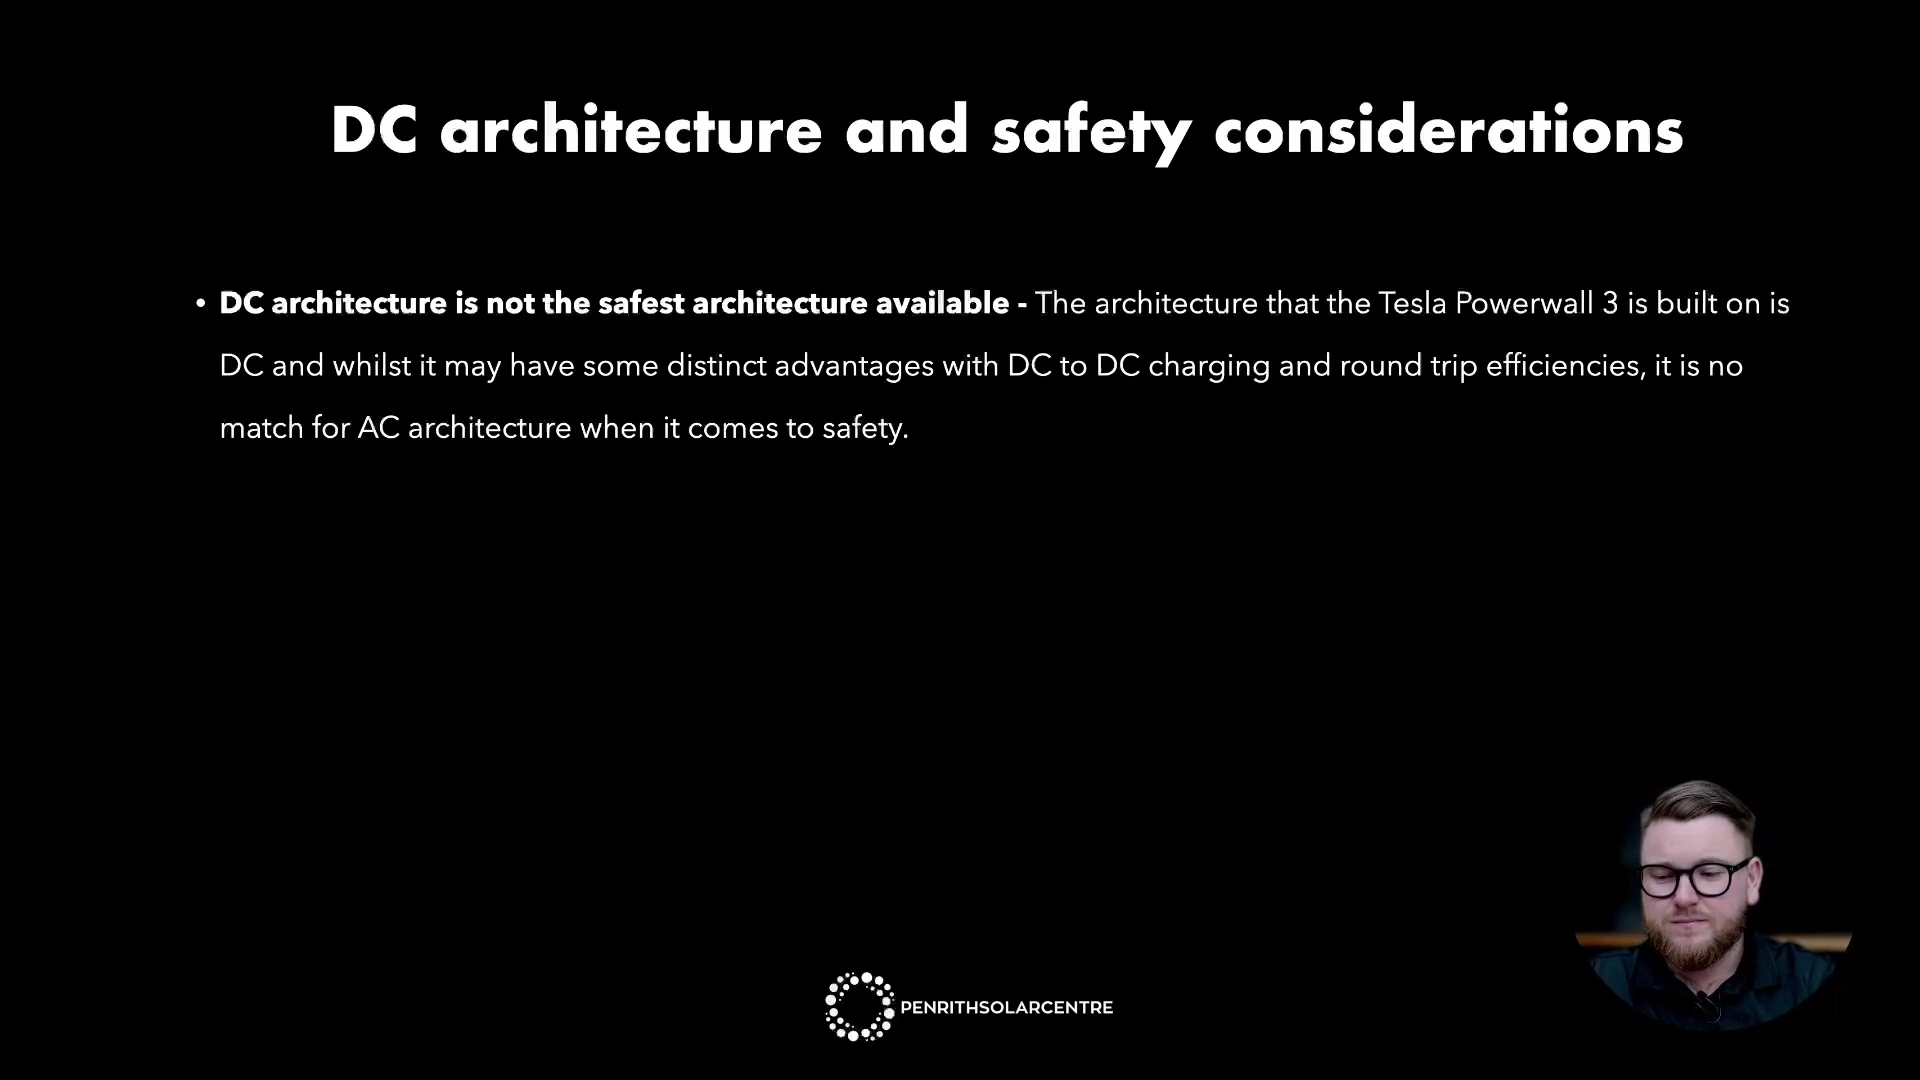 DC architecture and safety considerations
• DC architecture is not the safest architecture available - The architecture that the Tesla Powerwall 3 is built on is
DC and whilst it may have some distinct advantages with DC to DC charging and round trip efficiencies, it is no
match for AC architecture when it comes to safety.
PENRITHSOLARCENTRE